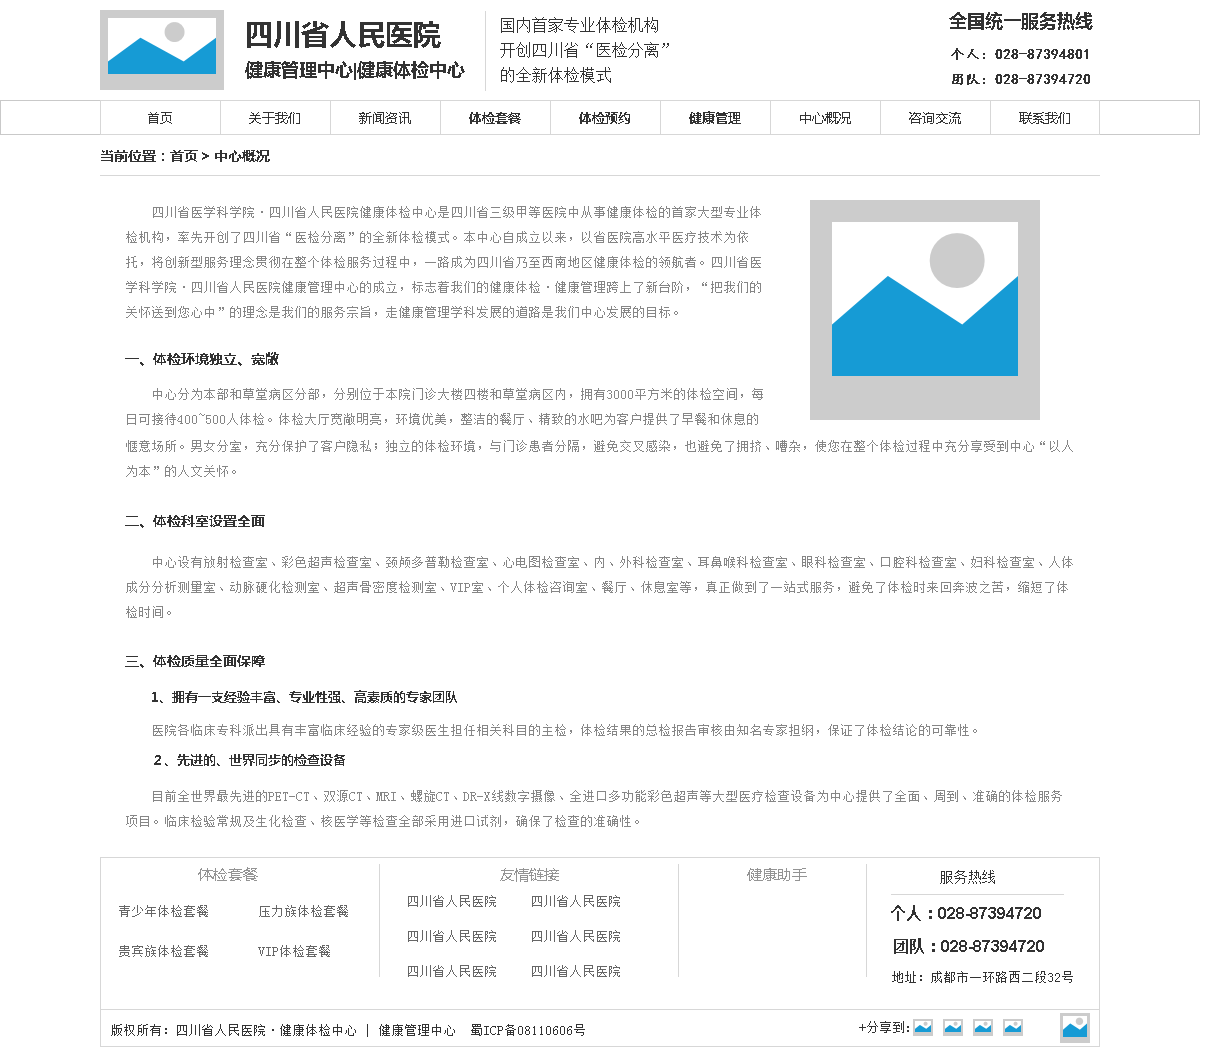 四川省人民医院
健康管理中心|健康体检中心
国内首家专业体检机构
开创四川省“医检分离”
的全新体检模式
全国统一服务热线
个人：028-87394801
团队：028-87394720
首页 关于我们 新闻资讯 体检套餐 体检预约 健康管理 中心概况 咨询交流 联系我们
当前位置：首页 > 中心概况
四川省医学科学院·四川省人民医院健康体检中心是四川省三级甲等医院中从事健康体检的首家大型专业体
检机构，率先开创了四川省“医检分离”的全新体检模式。本中心自成立以来，以省医院高水平医疗技术为依
托，将创新型服务理念贯彻在整个体检服务过程中，一路成为四川省乃至西南地区健康体检的领航者。四川省医
学科学院·四川省人民医院健康管理中心的成立，标志着我们的健康体检·健康管理跨上了新台阶，“把我们的
关怀送到您心中”的理念是我们的服务宗旨，走健康管理学科发展的道路是我们中心发展的目标。
一、体检环境独立、宽敞
中心分为本部和草堂病区分部，分别位于本院门诊大楼四楼和草堂病区内，拥有3000平方米的体检空间，每
日可接待400~500人体检。体检大厅宽敞明亮，环境优美，整洁的餐厅、精致的水吧为客户提供了早餐和休息的
惬意场所。男女分室，充分保护了客户隐私；独立的体检环境，与门诊患者分隔，避免交叉感染，也避免了拥挤、嘈杂，使您在整个体检过程中充分享受到中心“以人
为本”的人文关怀。
二、体检科室设置全面
中心设有放射检查室、彩色超声检查室、颈颅多普勒检查室、心电图检查室、内、外科检查室、耳鼻喉科检查室、眼科检查室、口腔科检查室、妇科检查室、人体
成分分析测量室、动脉硬化检测室、超声骨密度检测室、VIP室、个人体检咨询室、餐厅、休息室等，真正做到了一站式服务，避免了体检时来回奔波之苦，缩短了体
检时间。
三、体检质量全面保障
1、拥有一支经验丰富、专业性强、高素质的专家团队
医院各临床专科派出具有丰富临床经验的专家级医生担任相关科目的主检，体检结果的总检报告审核由知名专家担纲，保证了体检结论的可靠性。
2、先进的、世界同步的检查设备
目前全世界最先进的PET-CT、双源CT、MRI、螺旋CT、DR-X线数字摄像、全进口多功能彩色超声等大型医疗检查设备为中心提供了全面、周到、准确的体检服务
项目。临床检验常规及生化检查、核医学等检查全部采用进口试剂，确保了检查的准确性。
体检套餐
青少年体检套餐 压力族体检套餐
贵宾族体检套餐 VIP体检套餐
友情链接
四川省人民医院 四川省人民医院
四川省人民医院 四川省人民医院
四川省人民医院 四川省人民医院
健康助手
服务热线
个人：028-87394720
团队：028-87394720
地址：成都市一环路西二段32号
版权所有：四川省人民医院·健康体检中心 | 健康管理中心 蜀ICP备08110606号
+分享到: